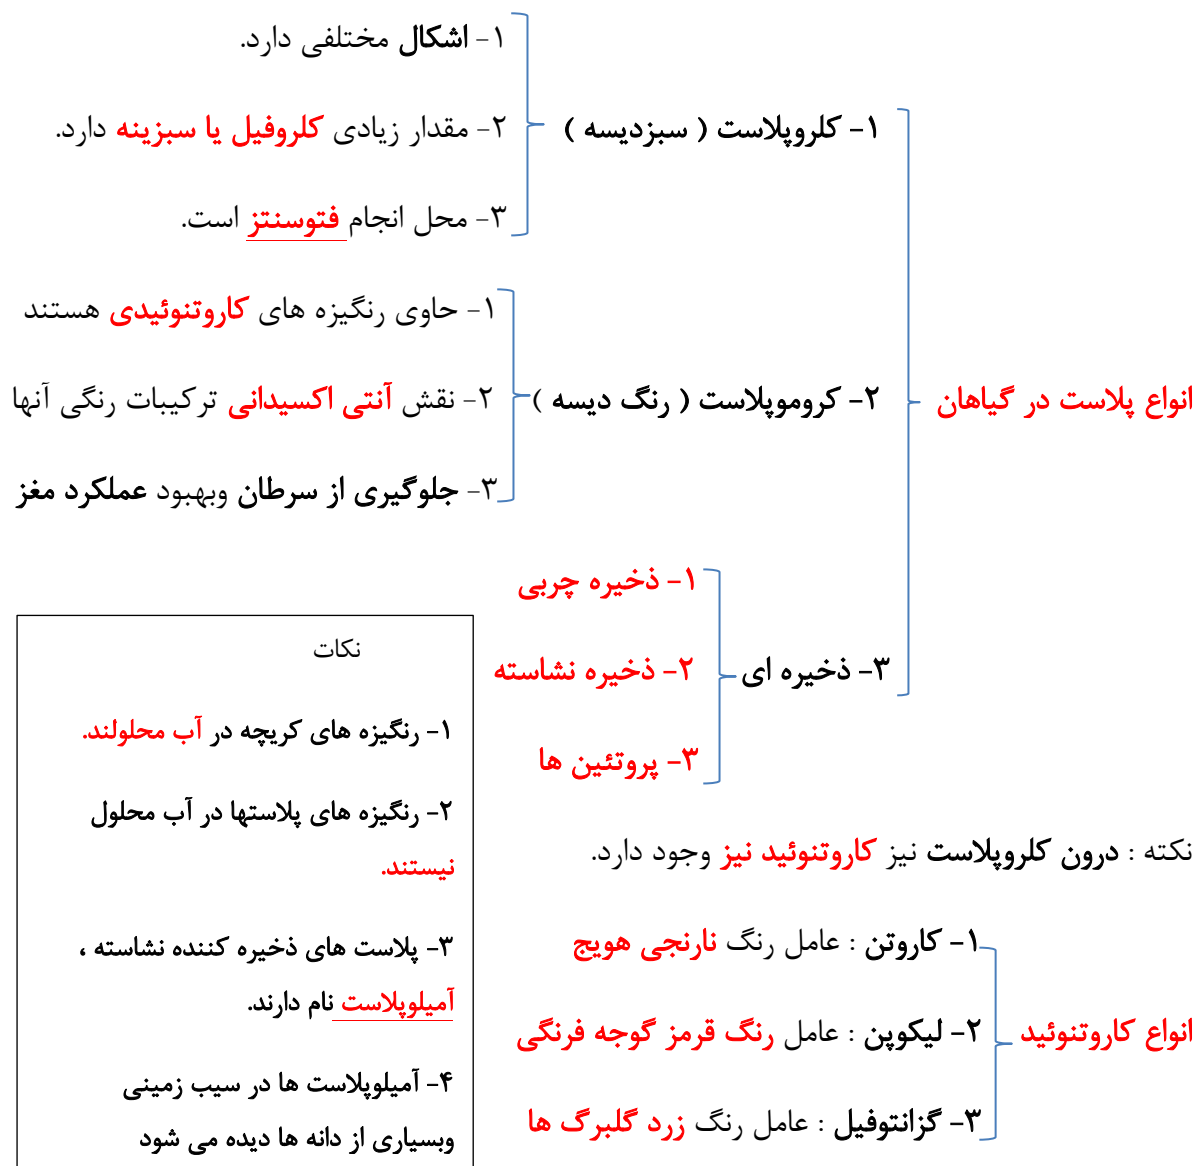 انواع پلاست در گیاهان
۱- کلروپلاست ( سبزدیسه )
۱- اشکال مختلفی دارد.
۲- مقدار زیادی کلروفیل یا سبزینه دارد.
۳- محل انجام فتوسنتز است.
۲- کروموپلاست ( رنگ دیسه )
۱- حاوی رنگیزه های کاروتنوئیدی هستند
۲- نقش آنتی اکسیدانی ترکیبات رنگی آنها
۳- جلوگیری از سرطان وبهبود عملکرد مغز
۳- ذخیره ای
۱- ذخیره چربی
۲- ذخیره نشاسته
۳- پروتئین ها
نکته : درون کلروپلاست نیز کاروتنوئید نیز وجود دارد.
انواع کاروتنوئید
۱- کاروتن : عامل رنگ نارنجی هویج
۲- لیکوپن : عامل رنگ قرمز گوجه فرنگی
۳- گزانتوفیل : عامل رنگ زرد گلبرگ ها
نکات
۱- رنگیزه های کریچه در آب محلولند.
۲- رنگیزه های پلاستها در آب محلول
نیستند.
۳- پلاست های ذخیره کننده نشاسته ،
آمیلوپلاست نام دارند.
۴- آمیلوپلاست ها در سیب زمینی
وبسیاری از دانه ها دیده می شود